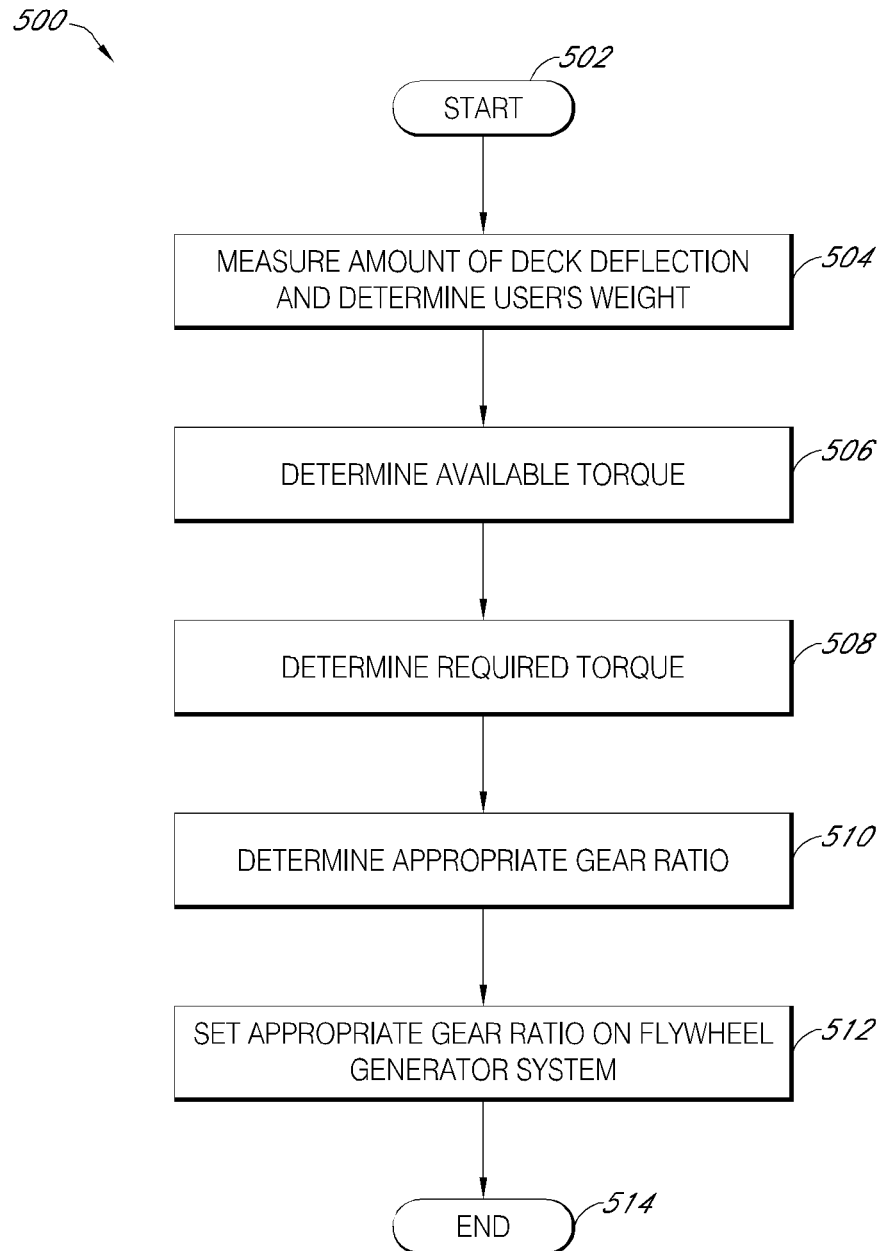 500
502
START
MEASURE AMOUNT OF DECK DEFLECTION
AND DETERMINE USER'S WEIGHT
504
DETERMINE AVAILABLE TORQUE
506
DETERMINE REQUIRED TORQUE
508
DETERMINE APPROPRIATE GEAR RATIO
510
SET APPROPRIATE GEAR RATIO ON FLYWHEEL
GENERATOR SYSTEM
512
END
514